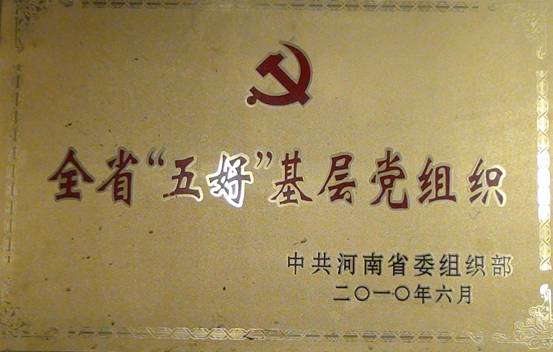 全省“五好”基层党组织
中共河南省委组织部
二〇一〇年六月